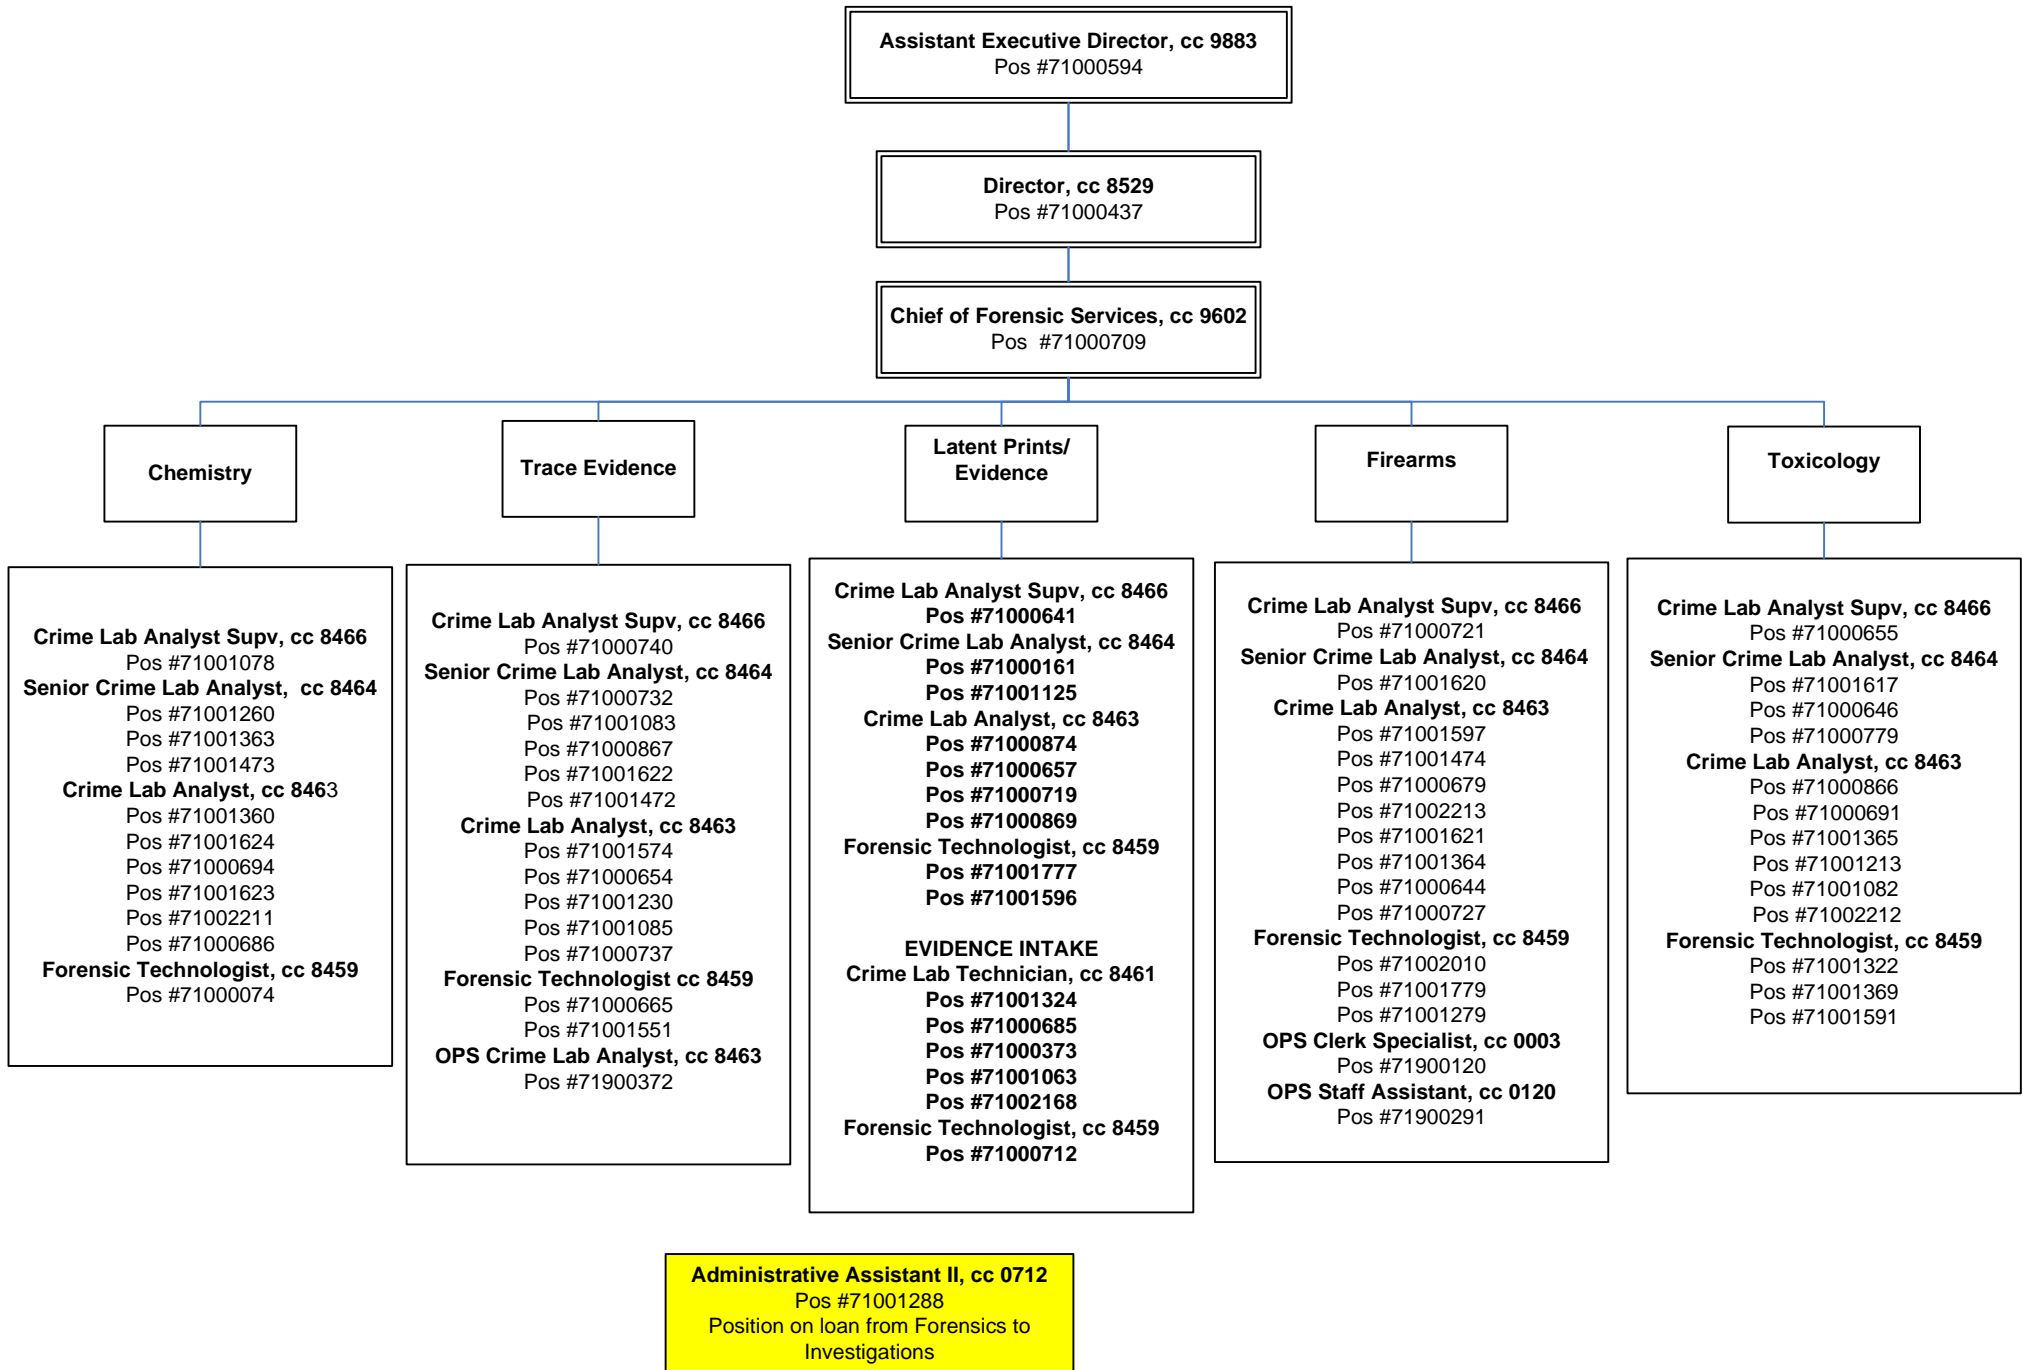 Assistant Executive Director, cc 9883
Pos #71000594
Director, cc 8529
Pos #71000437
Chief of Forensic Services, cc 9602
Pos  #71000709
Chemistry
Crime Lab Analyst Supv, cc 8466
Pos #71001078
Senior Crime Lab Analyst,  cc 8464
Pos #71001260
Pos #71001363
Pos #71001473
Crime Lab Analyst, cc 8463
Pos #71001360
Pos #71001624
Pos #71000694
Pos #71001623
Pos #71002211
Pos #71000686
Forensic Technologist, cc 8459
Pos #71000074
Trace Evidence
Crime Lab Analyst Supv, cc 8466
Pos #71000740
Senior Crime Lab Analyst, cc 8464
Pos #71000732
Pos #71001083
Pos #71000867
Pos #71001622
Pos #71001472
Crime Lab Analyst, cc 8463
Pos #71001574
Pos #71000654
Pos #71001230
Pos #71001085
Pos #71000737
Forensic Technologist cc 8459
Pos #71000665
Pos #71001551
OPS Crime Lab Analyst, cc 8463
Pos #71900372
Latent Prints/
Evidence
Crime Lab Analyst Supv, cc 8466
Pos #71000641
Senior Crime Lab Analyst, cc 8464
Pos #71000161
Pos #71001125
Crime Lab Analyst, cc 8463
Pos #71000874
Pos #71000657
Pos #71000719
Pos #71000869
Forensic Technologist, cc 8459
Pos #71001777
Pos #71001596
EVIDENCE INTAKE
Crime Lab Technician, cc 8461
Pos #71001324
Pos #71000685
Pos #71000373
Pos #71001063
Pos #71002168
Forensic Technologist, cc 8459
Pos #71000712
Firearms
Crime Lab Analyst Supv, cc 8466
Pos #71000721
Senior Crime Lab Analyst, cc 8464
Pos #71001620
Crime Lab Analyst, cc 8463
Pos #71001597
Pos #71001474
Pos #71000679
Pos #71002213
Pos #71001621
Pos #71001364
Pos #71000644
Pos #71000727
Forensic Technologist, cc 8459
Pos #71002010
Pos #71001779
Pos #71001279
OPS Clerk Specialist, cc 0003
Pos #71900120
OPS Staff Assistant, cc 0120
Pos #71900291
Toxicology
Crime Lab Analyst Supv, cc 8466
Pos #71000655
Senior Crime Lab Analyst, cc 8464
Pos #71001617
Pos #71000646
Pos #71000779
Crime Lab Analyst, cc 8463
Pos #71000866
Pos #71000691
Pos #71001365
Pos #71001213
Pos #71001082
Pos #71002212
Forensic Technologist, cc 8459
Pos #71001322
Pos #71001369
Pos #71001591
Administrative Assistant II, cc 0712
Pos #71001288
Position on loan from Forensics to
Investigations